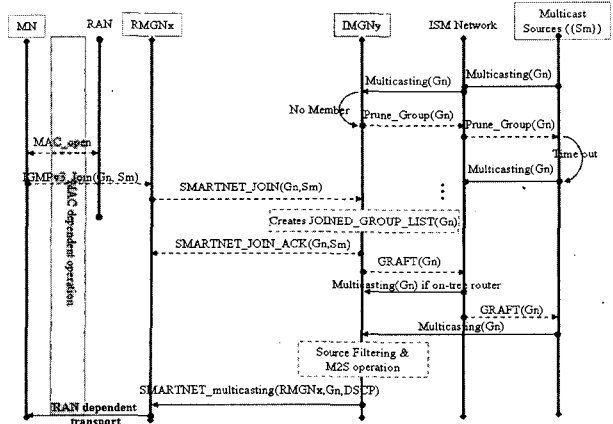 MN
RAN
RMGNx
IMGNy
ISM Network
Multicast
Sources ((Sm))
Multicasting(Gn)
Multicasting(Gn)
No Member
Prune_Group(Gn)
Prune_Group(Gn)
Time out
MAC_open
Multicasting(Gn)
IGMPv3_Join(Gn, Sm)
SMARTNET_JOIN(Gn,Sm)
MAC dependent operation
Creates JOINED_GROUP_LIST(Gn)
SMARTNET_JOIN_ACK(Gn,Sm)
GRAFT(Gn)
Multicasting(Gn) if on-tree router
GRAFT(Gn)
Multicasting(Gn)
Source Filtering &
M2S operation
SMARTNET_multicasting(RMGNx,Gn,DSCP)
RAN dependent
transport